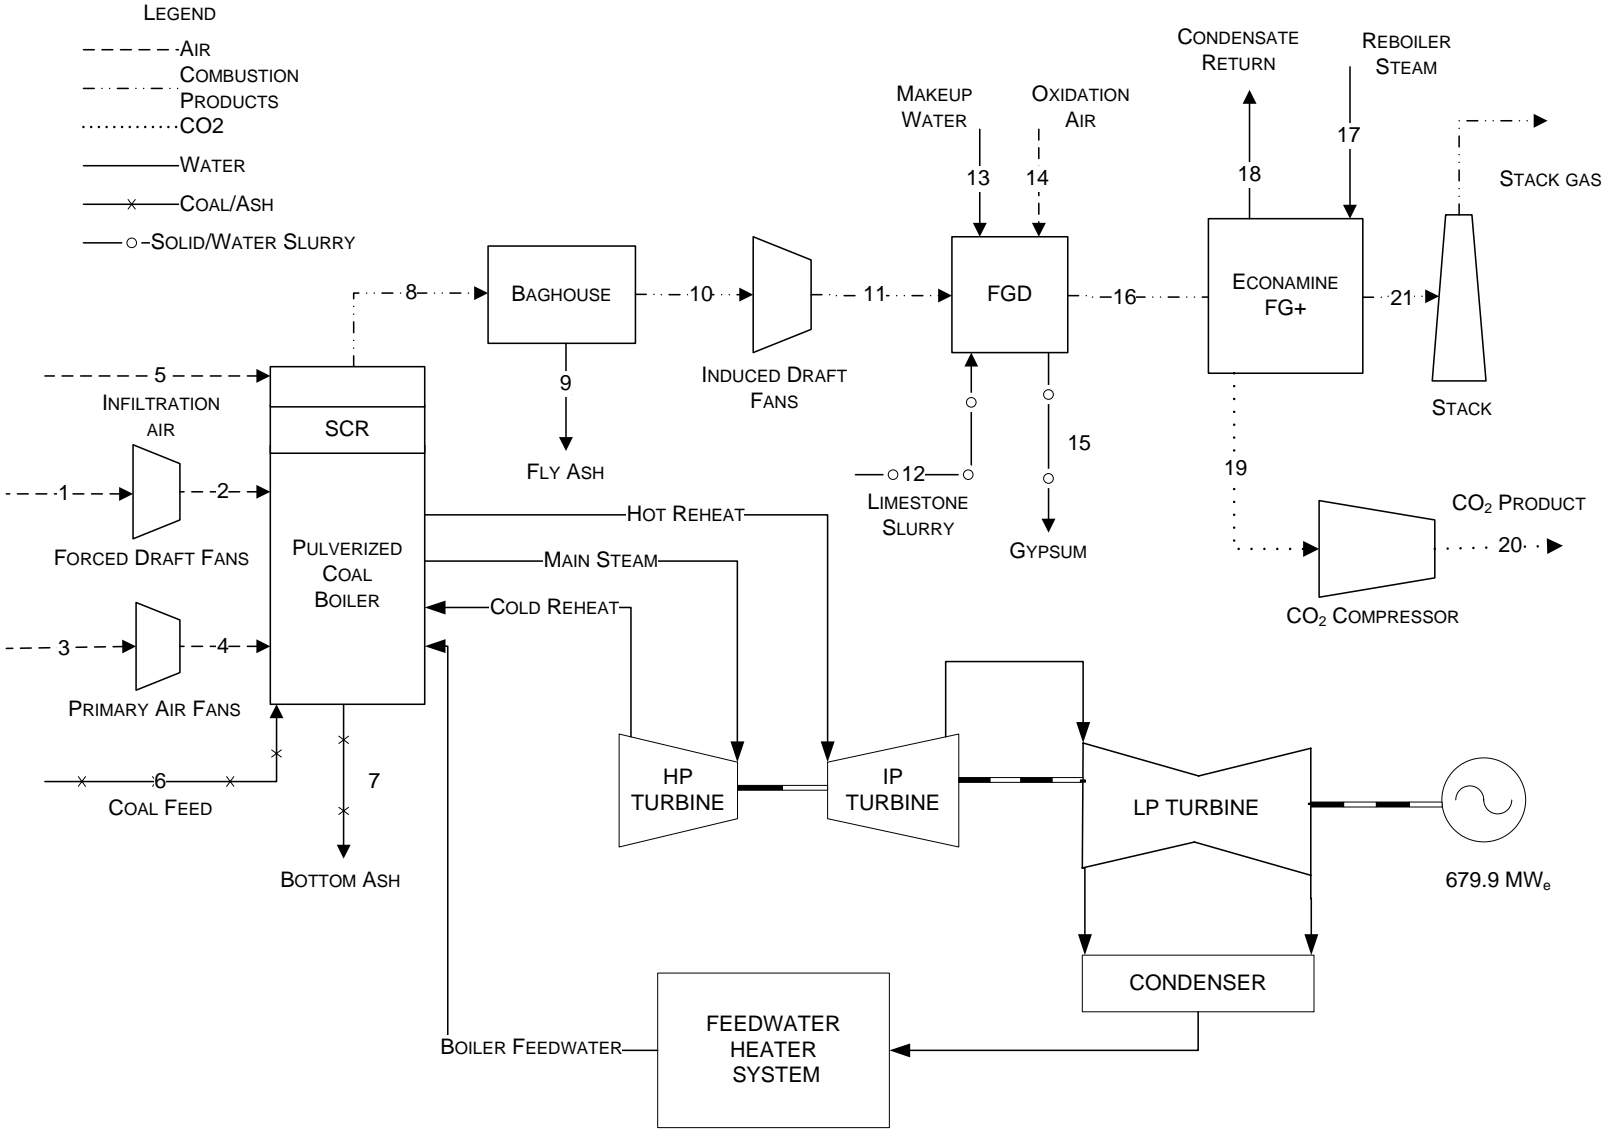 LEGEND
AIR
COMBUSTION
PRODUCTS
CO2
WATER
COAL/ASH
SOLID/WATER SLURRY
CONDENSATE
RETURN
REBOILER
STEAM
MAKEUP
WATER
OXIDATION
AIR
13
14
18
17
STACK GAS
8
BAGHOUSE
10
11
FGD
16
ECONAMINE
FG+
21
5
INFILTRATION
AIR
SCR
9
FLY ASH
INDUCED DRAFT
FANS
STACK
12
LIMESTONE
SLURRY
15
GYPSUM
19
CO₂ PRODUCT
20
CO₂ COMPRESSOR
1
2
FORCED DRAFT FANS
PULVERIZED
COAL
BOILER
HOT REHEAT
MAIN STEAM
COLD REHEAT
3
4
PRIMARY AIR FANS
6
COAL FEED
7
BOTTOM ASH
HP
TURBINE
IP
TURBINE
LP TURBINE
679.9 MWₑ
CONDENSER
BOILER FEEDWATER
FEEDWATER
HEATER
SYSTEM